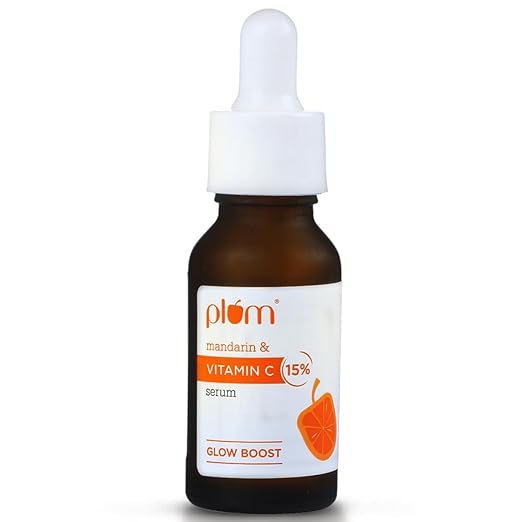 plum®
mandarin &
VITAMIN C 15%
serum
GLOW BOOST